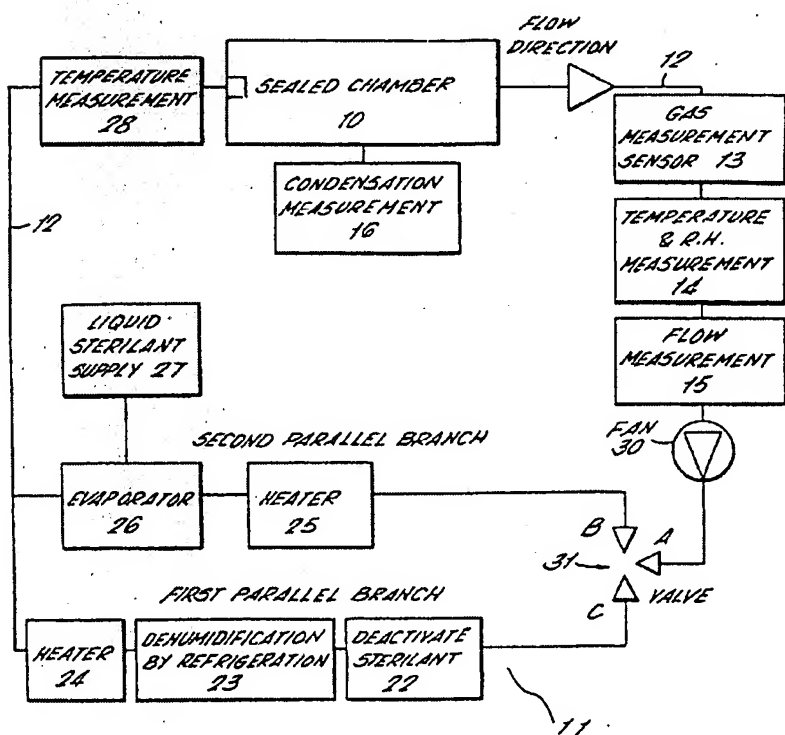 FLOW
DIRECTION
12
TEMPERATURE
MEASUREMENT
28
SEALED CHAMBER
10
GAS
MEASUREMENT
SENSOR 13
CONDENSATION
MEASUREMENT
16
12
TEMPERATURE
& R.H.
MEASUREMENT
14
LIQUID
STERILANT
SUPPLY 27
FLOW
MEASUREMENT
15
FAN
30
SECOND PARALLEL BRANCH
EVAPORATOR
26
HEATER
25
B
A
31
VALVE
C
FIRST PARALLEL BRANCH
HEATER
24
DEHUMIDIFICATION
BY REFRIGERATION
23
DEACTIVATE
STERILANT
22
11